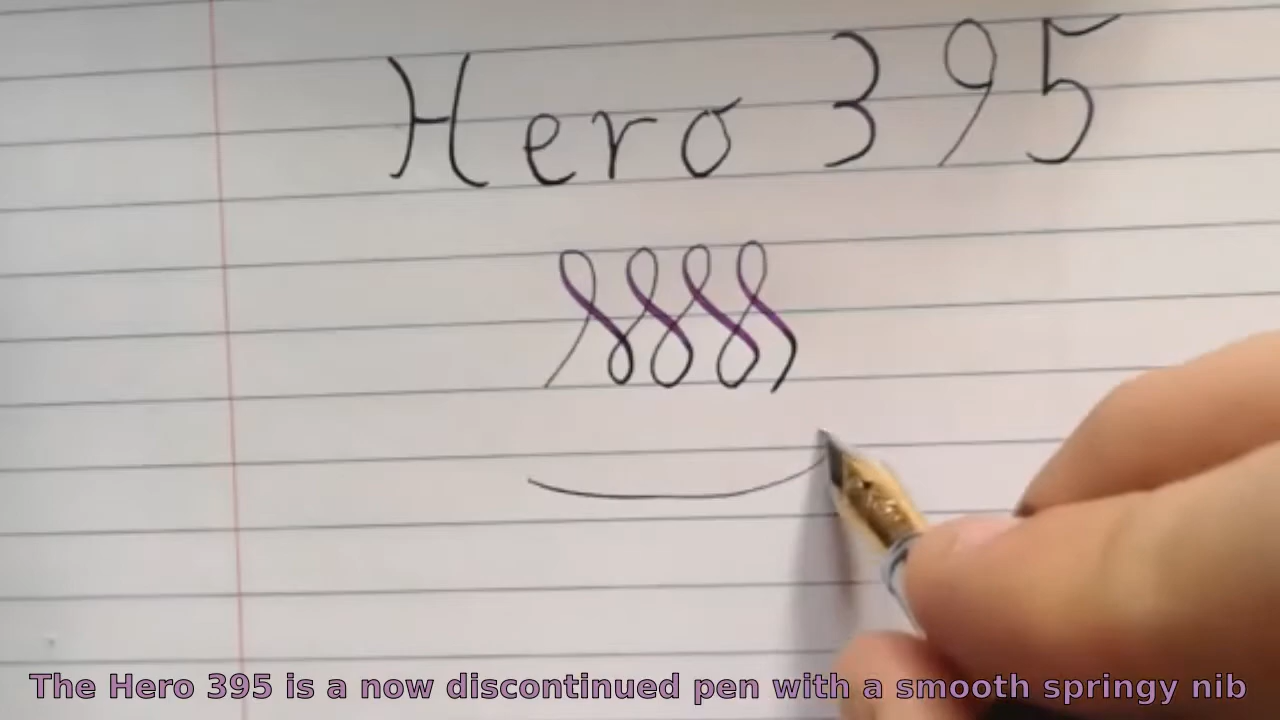 Hero 395
The Hero 395 is a now discontinued pen with a smooth springy nib